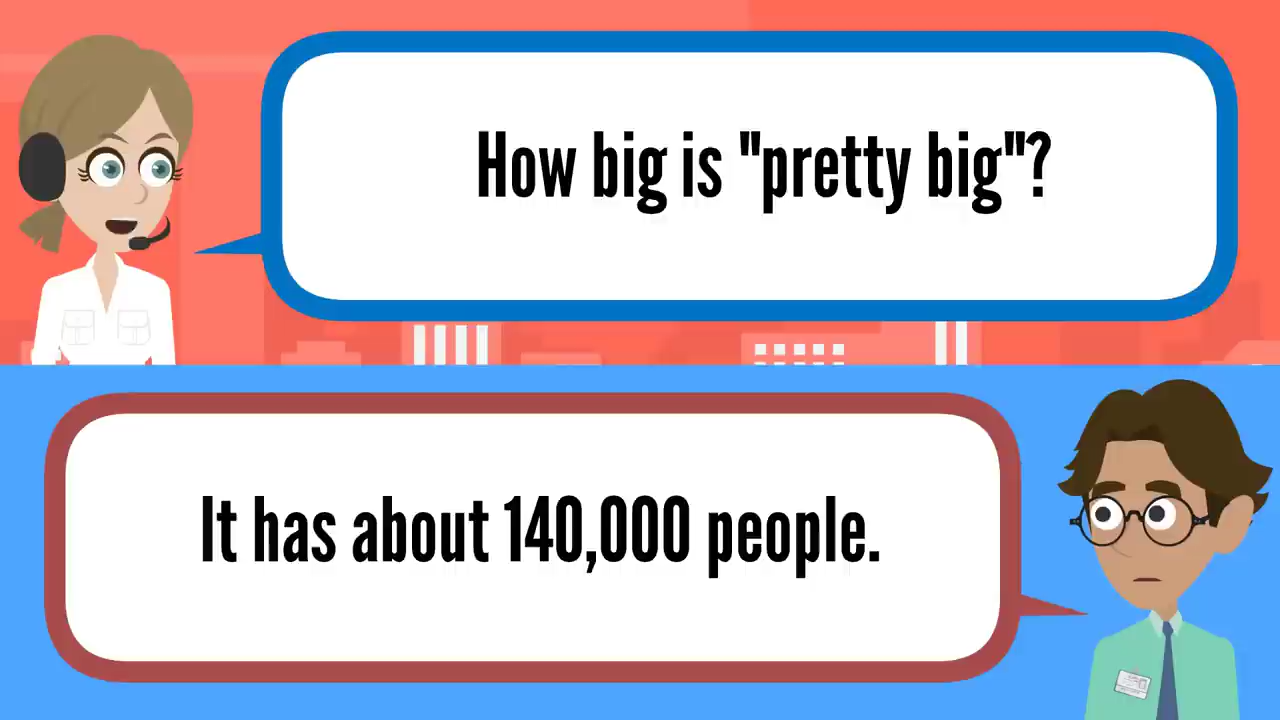 How big is "pretty big"?
It has about 140,000 people.